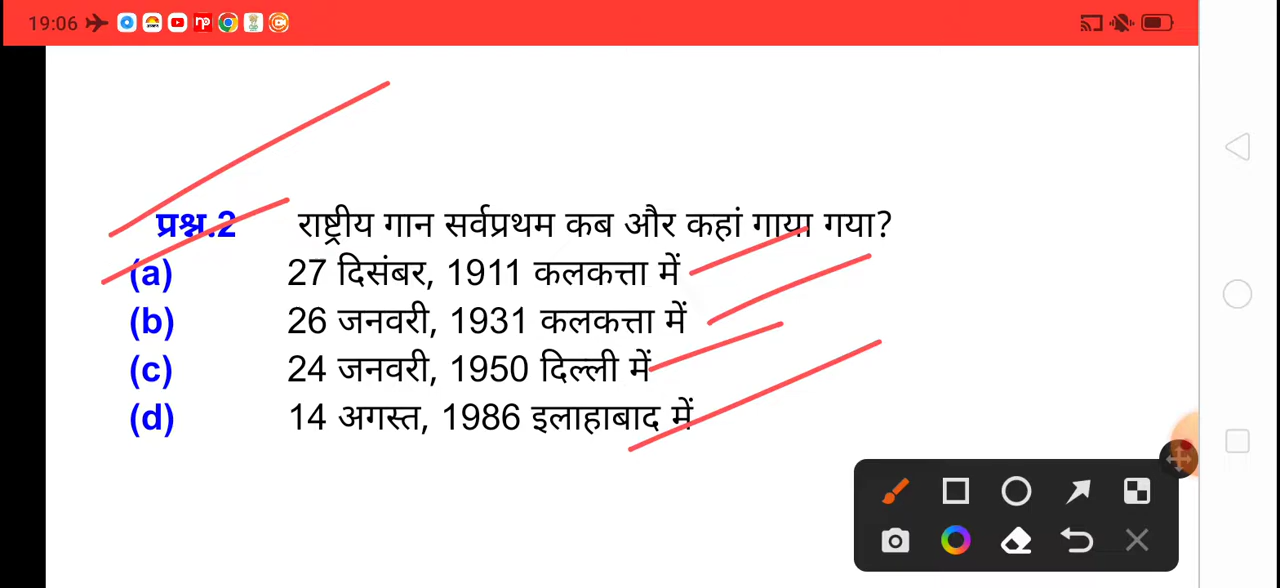 19:06
प्रश्न.2 राष्ट्रीय गान सर्वप्रथम कब और कहां गाया गया?
(a) 27 दिसंबर, 1911 कलकत्ता में
(b) 26 जनवरी, 1931 कलकत्ता में
(c) 24 जनवरी, 1950 दिल्ली में
(d) 14 अगस्त, 1986 इलाहाबाद में